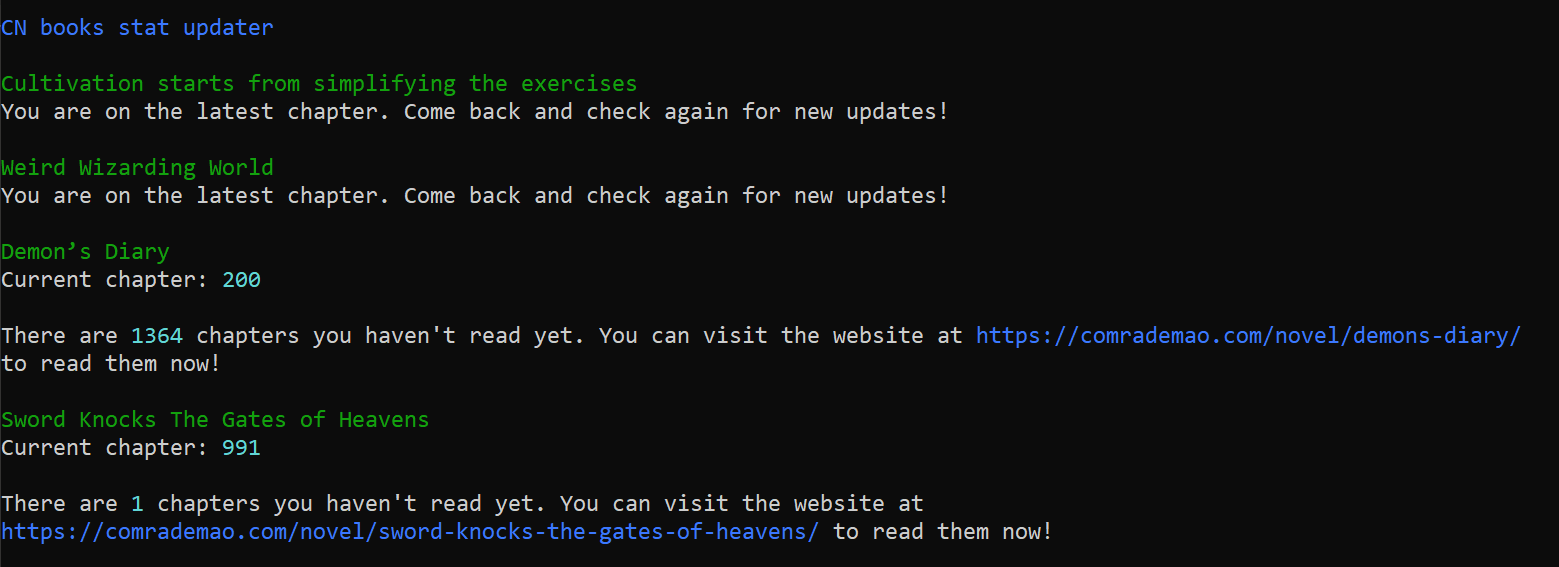 CN books stat updater
Cultivation starts from simplifying the exercises
You are on the latest chapter. Come back and check again for new updates!
Weird Wizarding World
You are on the latest chapter. Come back and check again for new updates!
Demon’s Diary
Current chapter: 200
There are 1364 chapters you haven't read yet. You can visit the website at https://comrademao.com/novel/demons-diary/
to read them now!
Sword Knocks The Gates of Heavens
Current chapter: 991
There are 1 chapters you haven't read yet. You can visit the website at
https://comrademao.com/novel/sword-knocks-the-gates-of-heavens/ to read them now!